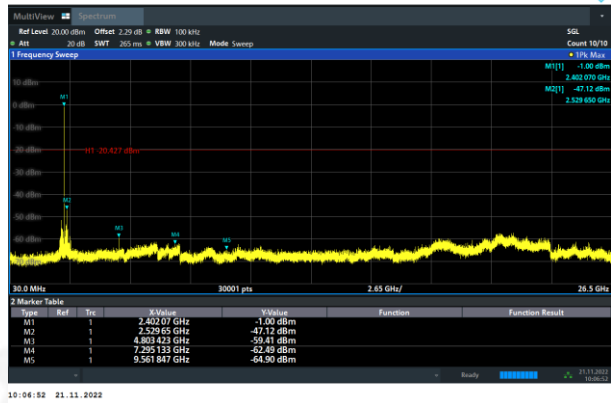 MultiView Spectrum
Ref Level 20.00 dBm Offset 2.29 dB RBW 100 kHz SGL
Att 20 dB SWT 265 ms VBW 300 kHz Mode Sweep Count 10/10
1 Frequency Sweep 1Pk Max
M1[1] -1.00 dBm
2.402 070 GHz
M2[1] -47.12 dBm
2.529 650 GHz
10 dBm
M1
0 dBm
-10 dBm
-20 dBm
H1 -20.427 dBm
-30 dBm
-40 dBm
M2
-50 dBm
M3
M4
-60 dBm
M5
30.0 MHz 30001 pts 2.65 GHz/ 26.5 GHz
2 Marker Table
Type Ref Trc X-Value Y-Value Function Function Result
M1 1 2.402 07 GHz -1.00 dBm
M2 1 2.529 65 GHz -47.12 dBm
M3 1 4.803 423 GHz -59.41 dBm
M4 1 7.295 133 GHz -62.49 dBm
M5 1 9.561 847 GHz -64.90 dBm
Ready 21.11.2022
10:06:52
10:06:52 21.11.2022